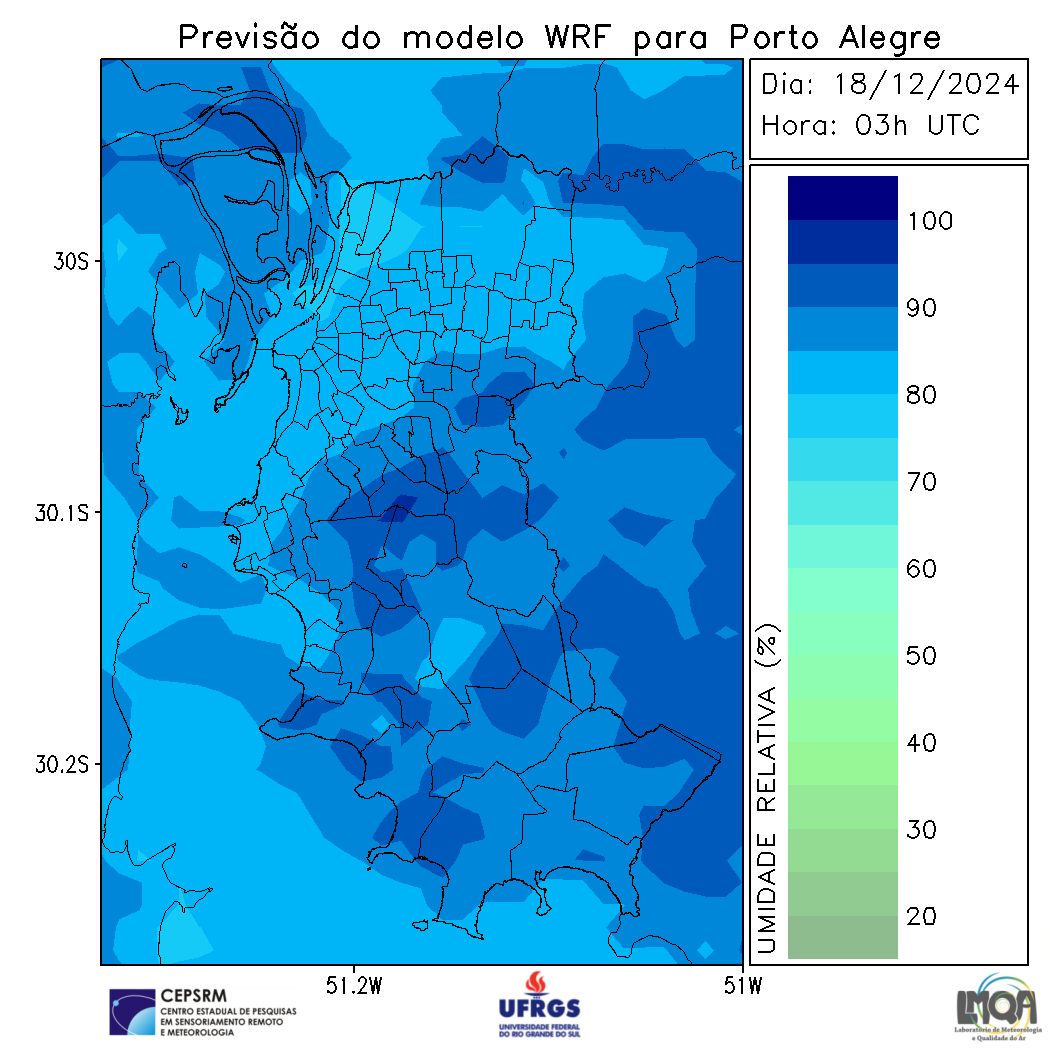 Previsão do modelo WRF para Porto Alegre
Dia: 18/12/2024
Hora: 03h UTC
30S
30.1S
30.2S
51.2W
51W
100
90
80
70
60
50
40
30
20
UMIDADE RELATIVA (%)
CEPSRM
CENTRO ESTADUAL DE PESQUISAS
EM SENSORIAMENTO REMOTO
E METEOROLOGIA
UFRGS
UNIVERSIDADE FEDERAL
DO RIO GRANDE DO SUL
LMQA
Laboratório de Meteorologia
e Qualidade do Ar